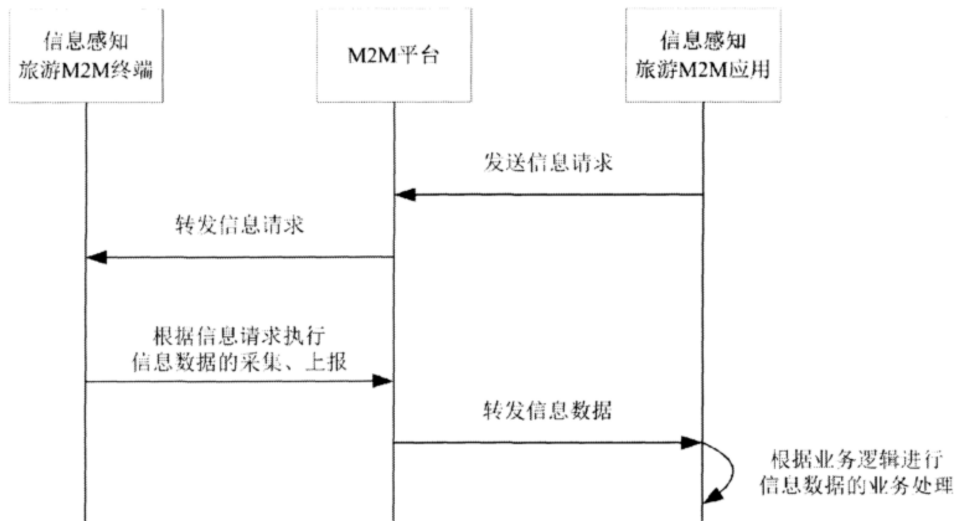 信息感知
旅游M2M终端
M2M平台
信息感知
旅游M2M应用
发送信息请求
转发信息请求
根据信息请求执行
信息数据的采集、上报
转发信息数据
根据业务逻辑进行
信息数据的业务处理